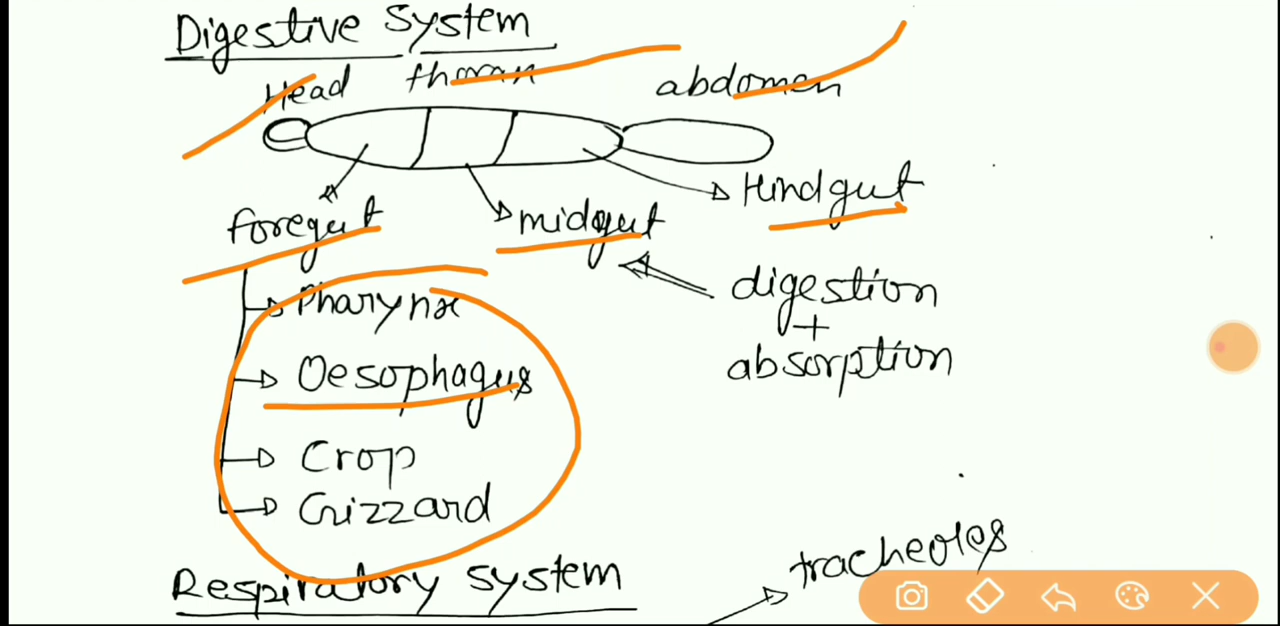 Digestive System
Head thorax abdomen
foregut midgut Hindgut
digestion
+
absorption
Pharynx
Oesophagus
Crop
Gizzard
Respiratory system
tracheoles